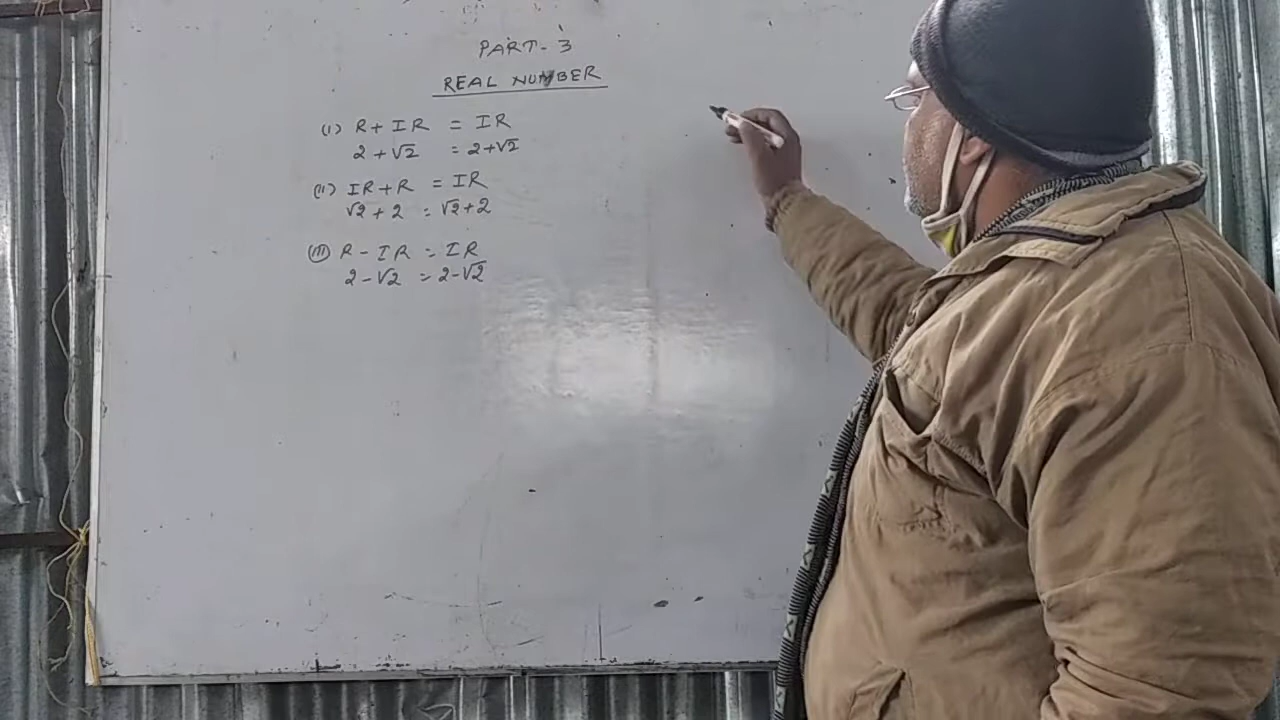 PART-3
REAL NUMBER
(I) R + IR = IR
2 + √2 = 2+√2
(II) IR + R = IR
√2 + 2 = √2 + 2
(III) R - IR = IR
2 - √2 = 2-√2